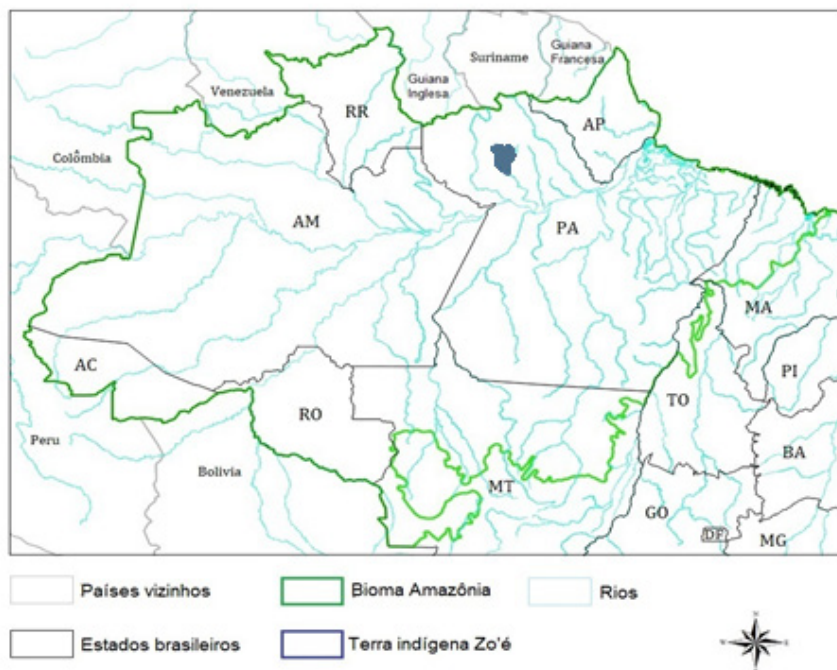 Guiana
Francesa
Suriname
Guiana
Inglesa
Venezuela
RR
AP
Colômbia
AM
PA
MA
AC
PI
RO
TO
Peru
BA
Bolivia
MT
GO
DF
MG
Países vizinhos
Bioma Amazônia
Rios
Estados brasileiros
Terra indígena Zo'é